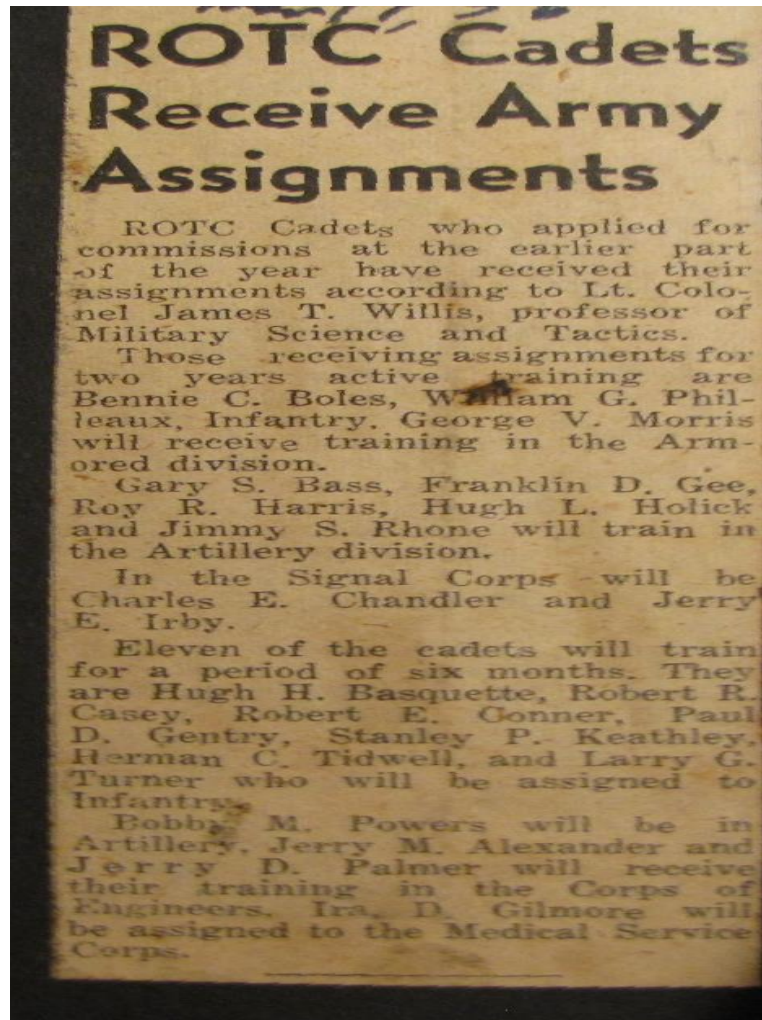 ROTC Cadets
Receive Army
Assignments
ROTC Cadets who applied for
commissions at the earlier part
of the year have received their
assignments according to Lt. Colo-
nel James T. Willis, professor of
Military Science and Tactics.
Those receiving assignments for
two years active training are
Bennie C. Boles, William G. Phil-
leaux, Infantry. George V. Morris
will receive training in the Arm-
ored division.
Gary S. Bass, Franklin D. Gee,
Roy R. Harris, Hugh L. Holick
and Jimmy S. Rhone will train in
the Artillery division.
In the Signal Corps will be
Charles E. Chandler and Jerry
E. Irby.
Eleven of the cadets will train
for a period of six months. They
are Hugh H. Basquette, Robert R.
Casey, Robert E. Conner, Paul
D. Gentry, Stanley P. Keathley,
Herman C. Tidwell, and Larry G.
Turner who will be assigned to
Infantry.
Bobby M. Powers will be in
Artillery, Jerry M. Alexander and
Jerry D. Palmer will receive
their training in the Corps of
Engineers. Ira. D. Gilmore will
be assigned to the Medical Service
Corps.